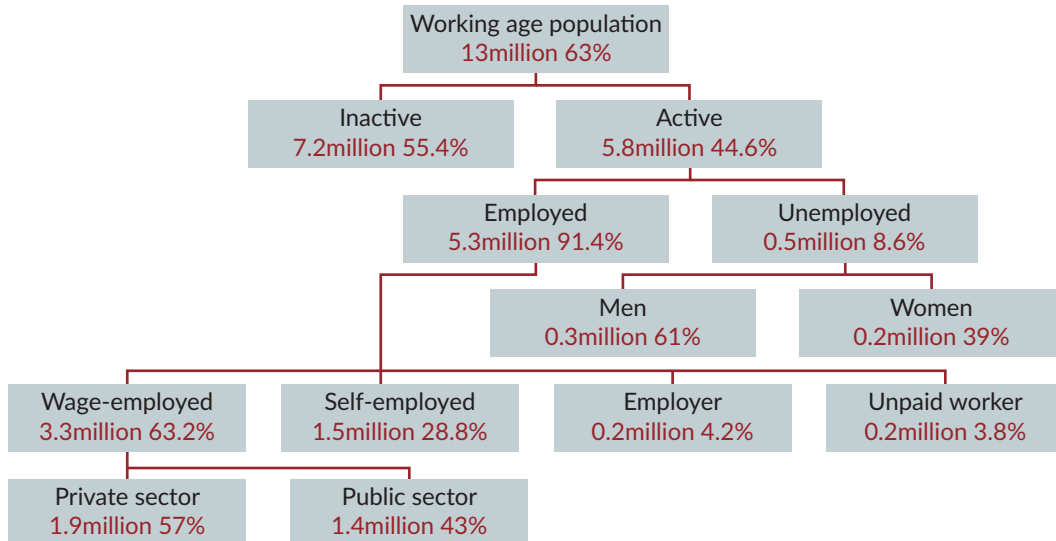 Working age population
13million 63%
Inactive
7.2million 55.4%
Active
5.8million 44.6%
Employed
5.3million 91.4%
Unemployed
0.5million 8.6%
Men
0.3million 61%
Women
0.2million 39%
Wage-employed
3.3million 63.2%
Self-employed
1.5million 28.8%
Employer
0.2million 4.2%
Unpaid worker
0.2million 3.8%
Private sector
1.9million 57%
Public sector
1.4million 43%